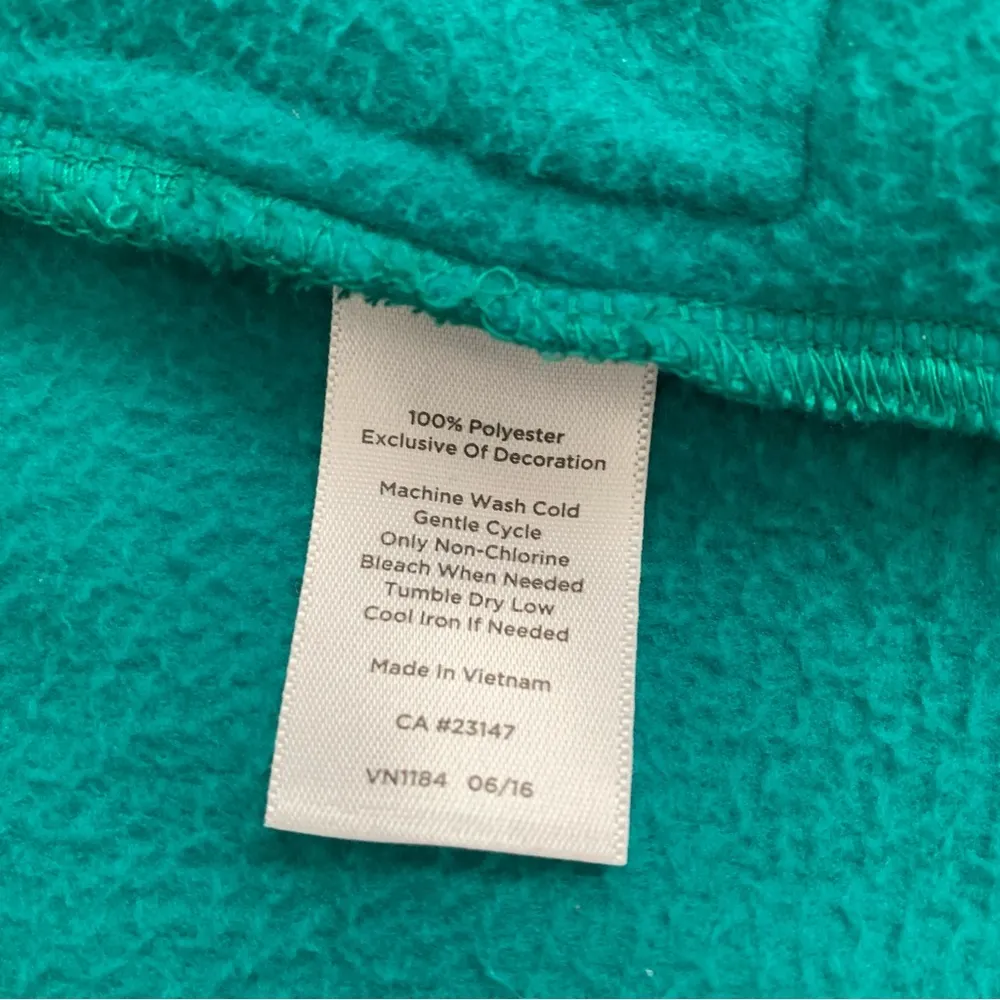 100% Polyester
Exclusive Of Decoration
Machine Wash Cold
Gentle Cycle
Only Non-Chlorine
Bleach When Needed
Tumble Dry Low
Cool Iron If Needed
Made In Vietnam
CA #23147
VN1184 06/16